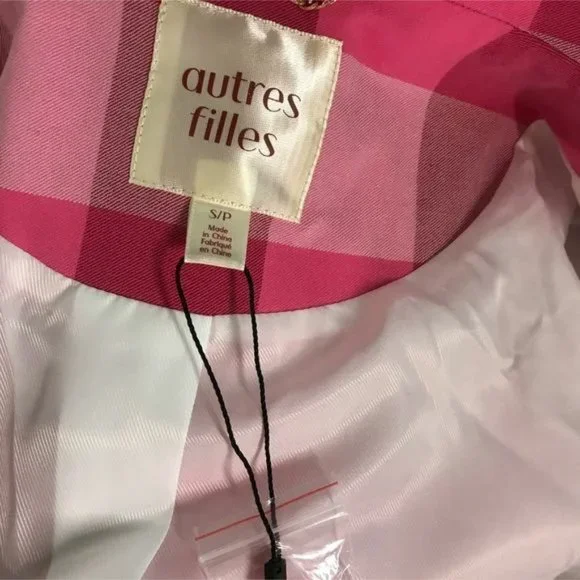 autres
filles
S/P
Made
in China
Fabriqué
en Chine